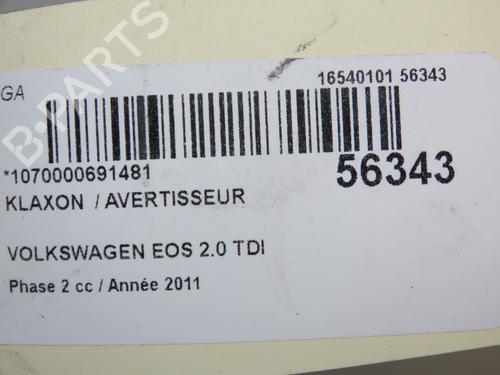 GA
16540101 56343
*1070000691481
56343
KLAXON / AVERTISSEUR
VOLKSWAGEN EOS 2.0 TDI
Phase 2 cc / Année 2011
B-PARTS